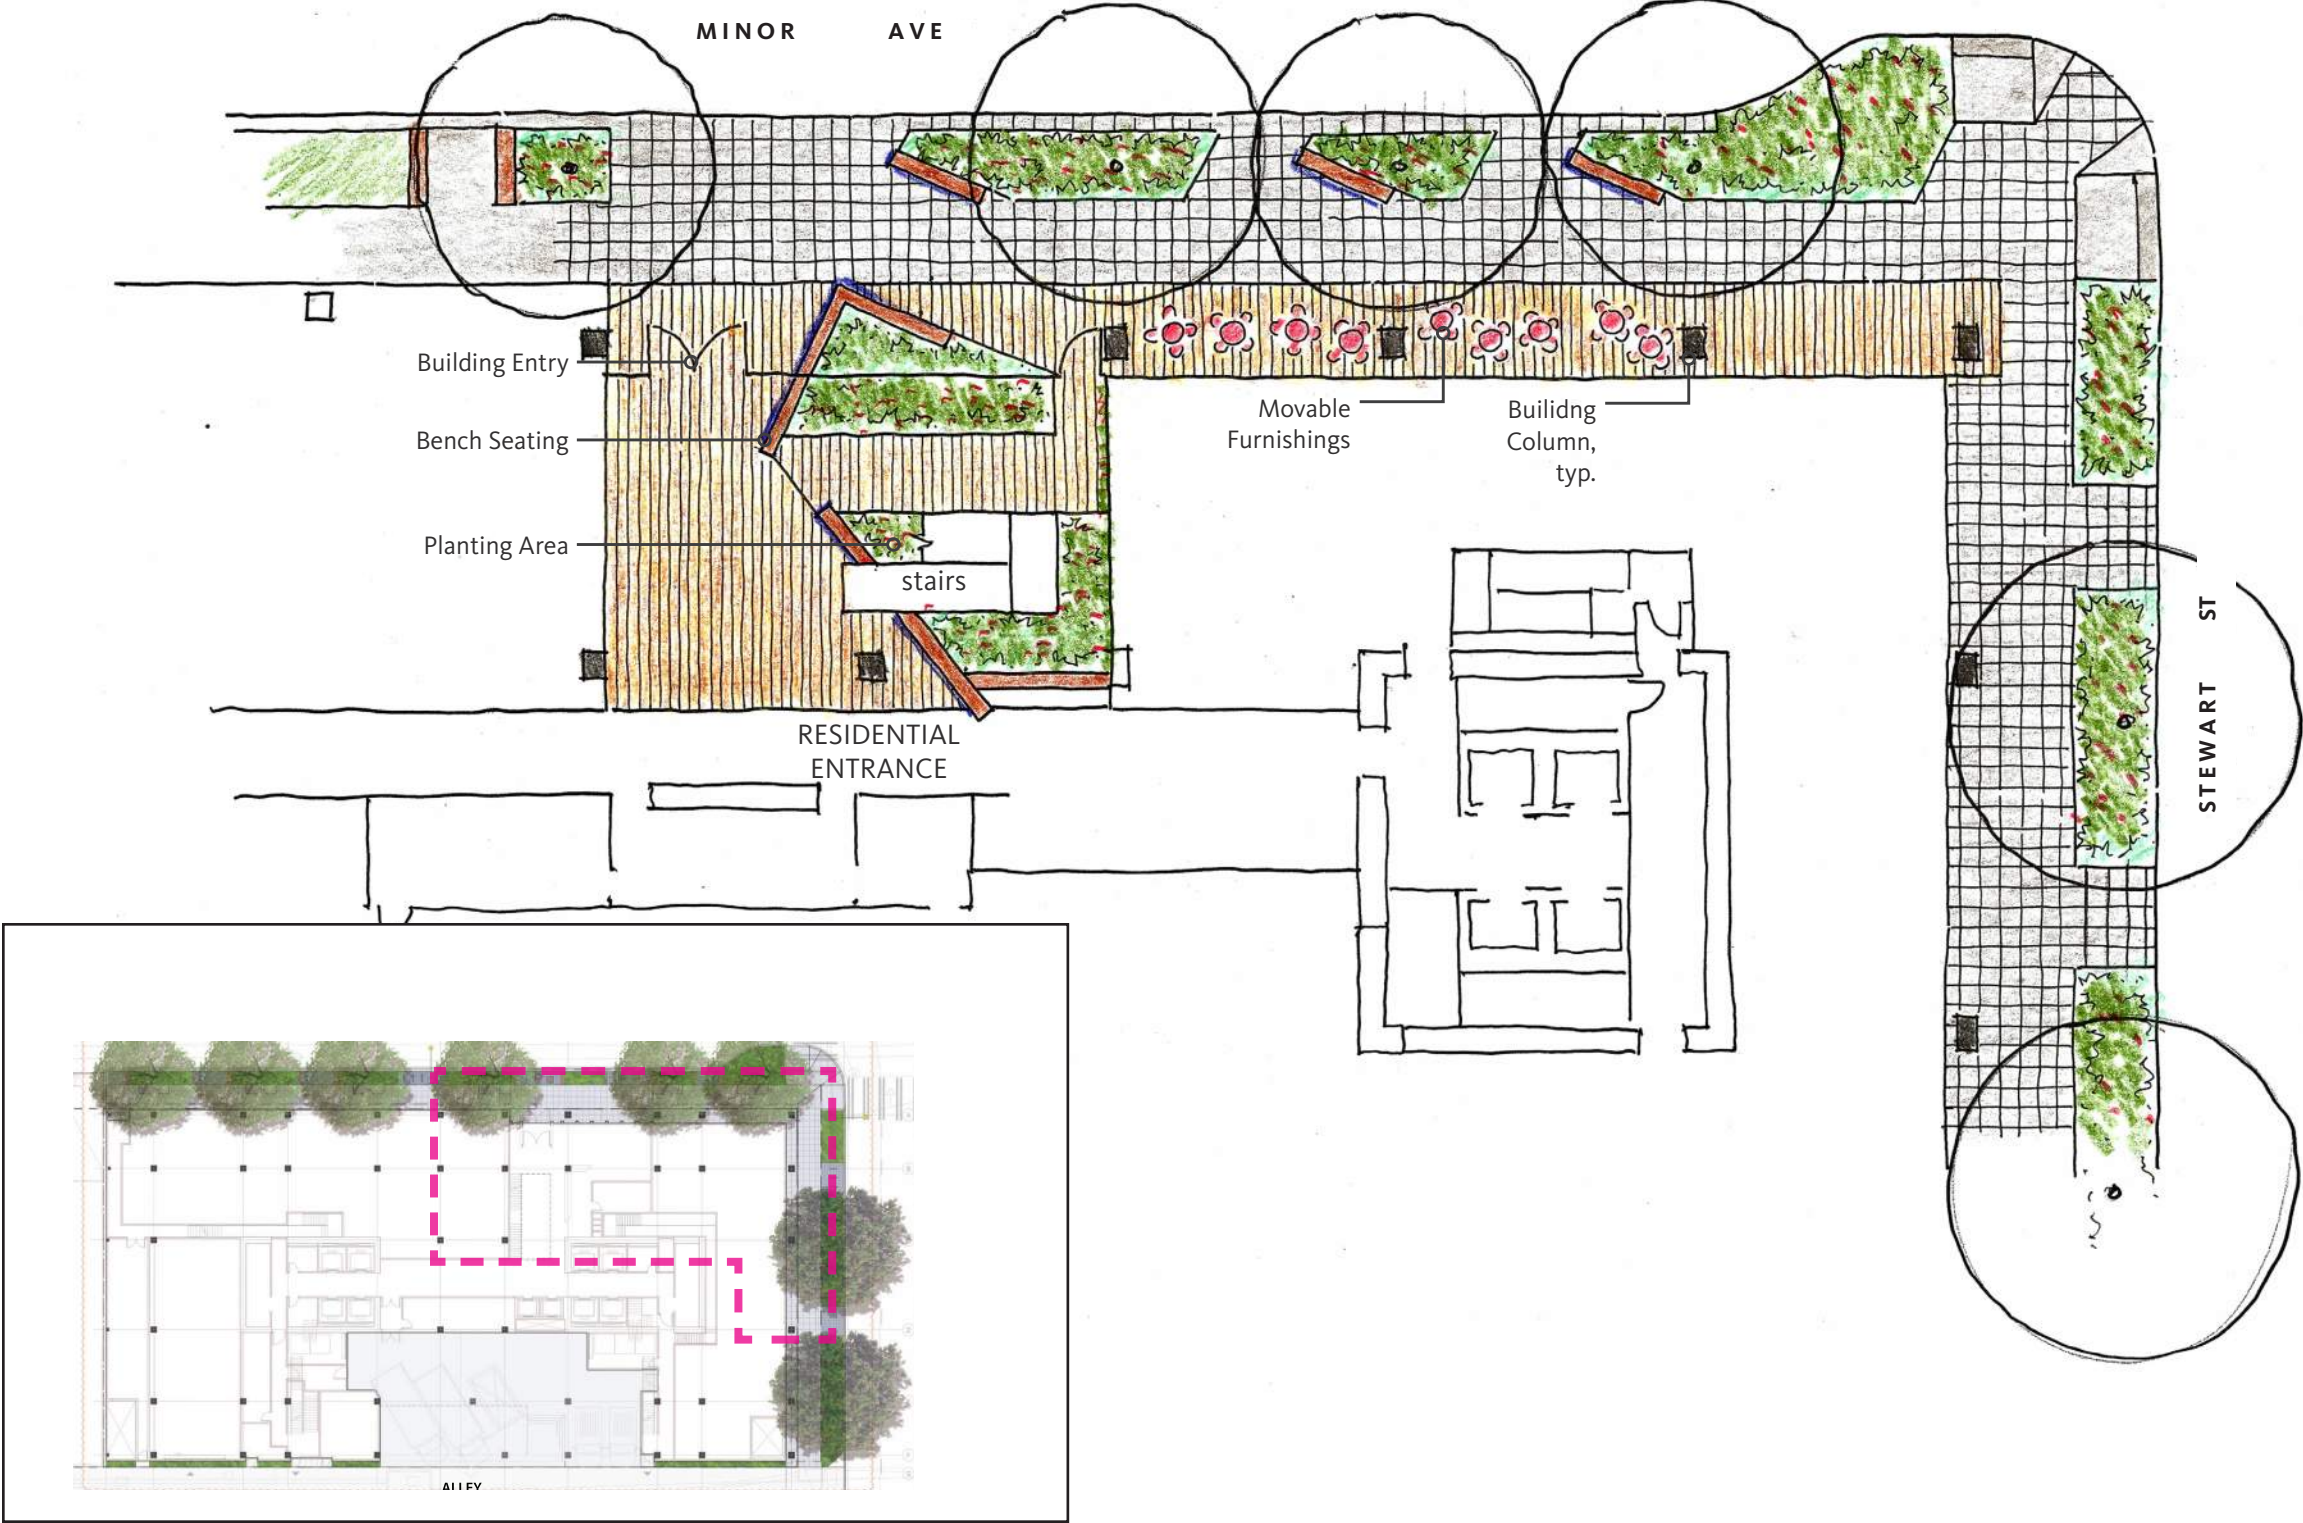 MINOR AVE
Building Entry
Bench Seating
Planting Area
stairs
RESIDENTIAL
ENTRANCE
Movable
Furnishings
Builidng
Column,
typ.
STEWART ST
ALLEY